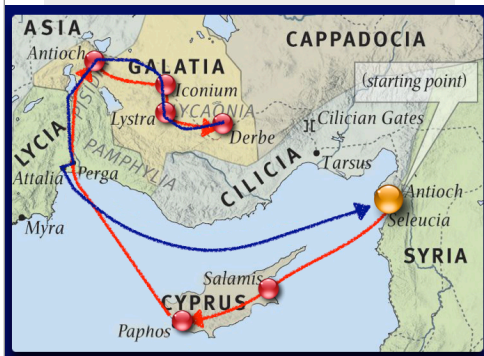 ASIA
CAPPADOCIA
Antioch
GALATIA
(starting point)
Iconium
PISIDIA
LYCAONIA
Lystra
Derbe
Cilician Gates
LYCIA
PAMPHYLIA
CILICIA
Tarsus
Attalia
Perga
Antioch
Seleucia
Myra
SYRIA
Salamis
CYPRUS
Paphos